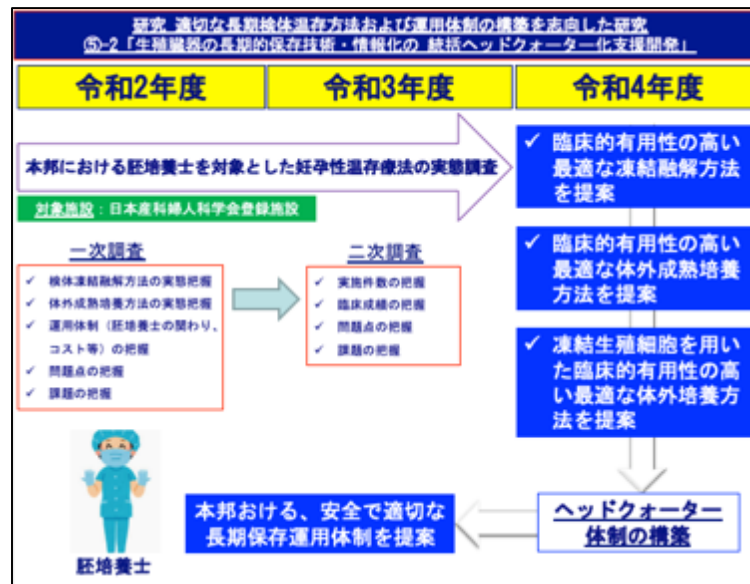 研究 適切な長期検体温存方法および運用体制の構築を志向した研究
⑤-2「生殖臓器の長期的保存技術・情報化の 統括ヘッドクォーター化支援開発」
令和2年度
令和3年度
令和4年度
本邦における胚培養士を対象とした妊孕性温存療法の実態調査
対象施設：日本産科婦人科学会登録施設
一次調査
✓ 検体凍結融解方法の実態把握
✓ 体外成熟培養方法の実態把握
✓ 運用体制（胚培養士の関わり、
コスト等）の把握
✓ 問題点の把握
✓ 課題の把握
二次調査
✓ 実施件数の把握
✓ 臨床成績の把握
✓ 問題点の把握
✓ 課題の把握
✓ 臨床的有用性の高い
最適な凍結融解方法
を提案
✓ 臨床的有用性の高い
最適な体外成熟培養
方法を提案
✓ 凍結生殖細胞を用い
た臨床的有用性の高
い最適な体外培養方
法を提案
ヘッドクォーター
体制の構築
本邦おける、安全で適切な
長期保存運用体制を提案
胚培養士